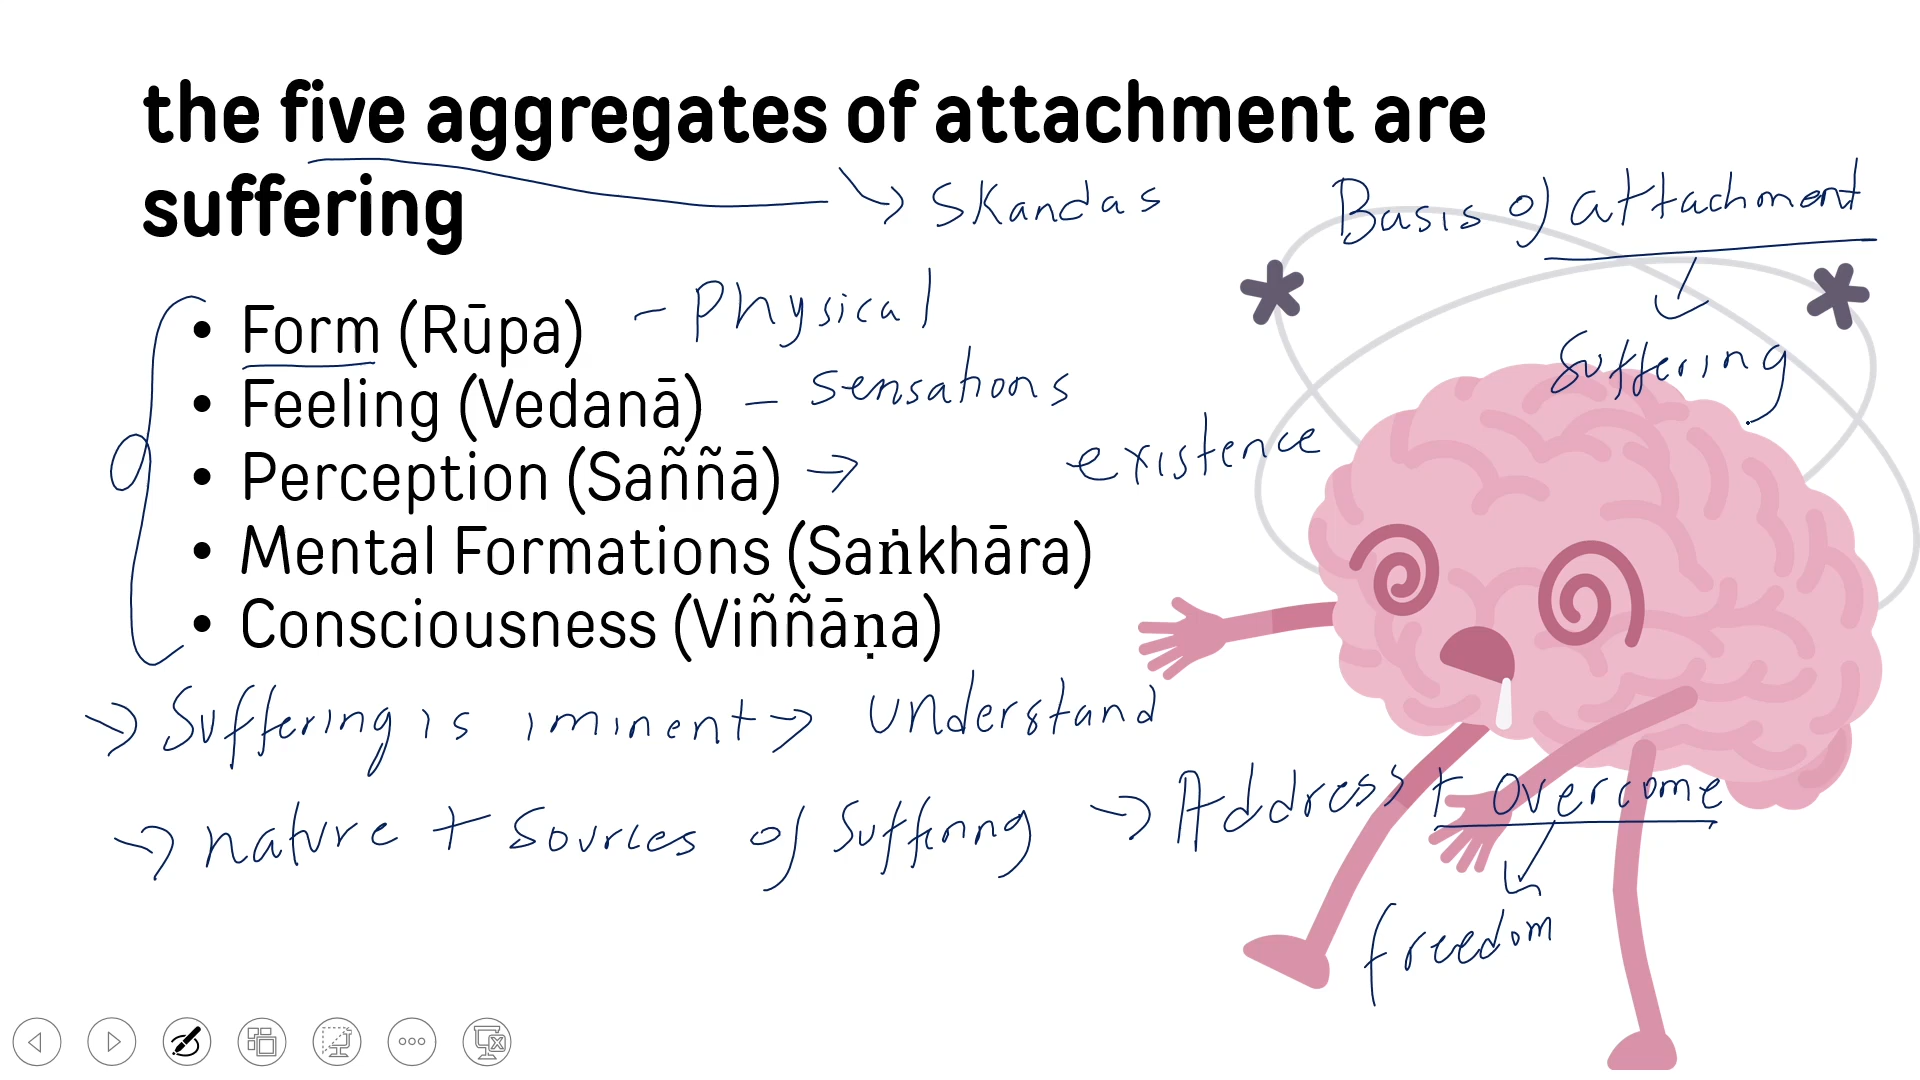 the five aggregates of attachment are
suffering
→ Skandas
Basis of attachment
↓
suffering
• Form (Rūpa) – Physical
• Feeling (Vedanā) – sensations
• Perception (Saññā) → existence
• Mental Formations (Saṅkhāra)
• Consciousness (Viññāṇa)
→ Suffering is iminent → understand
→ nature + sources of suffering → Address + overcome
freedom